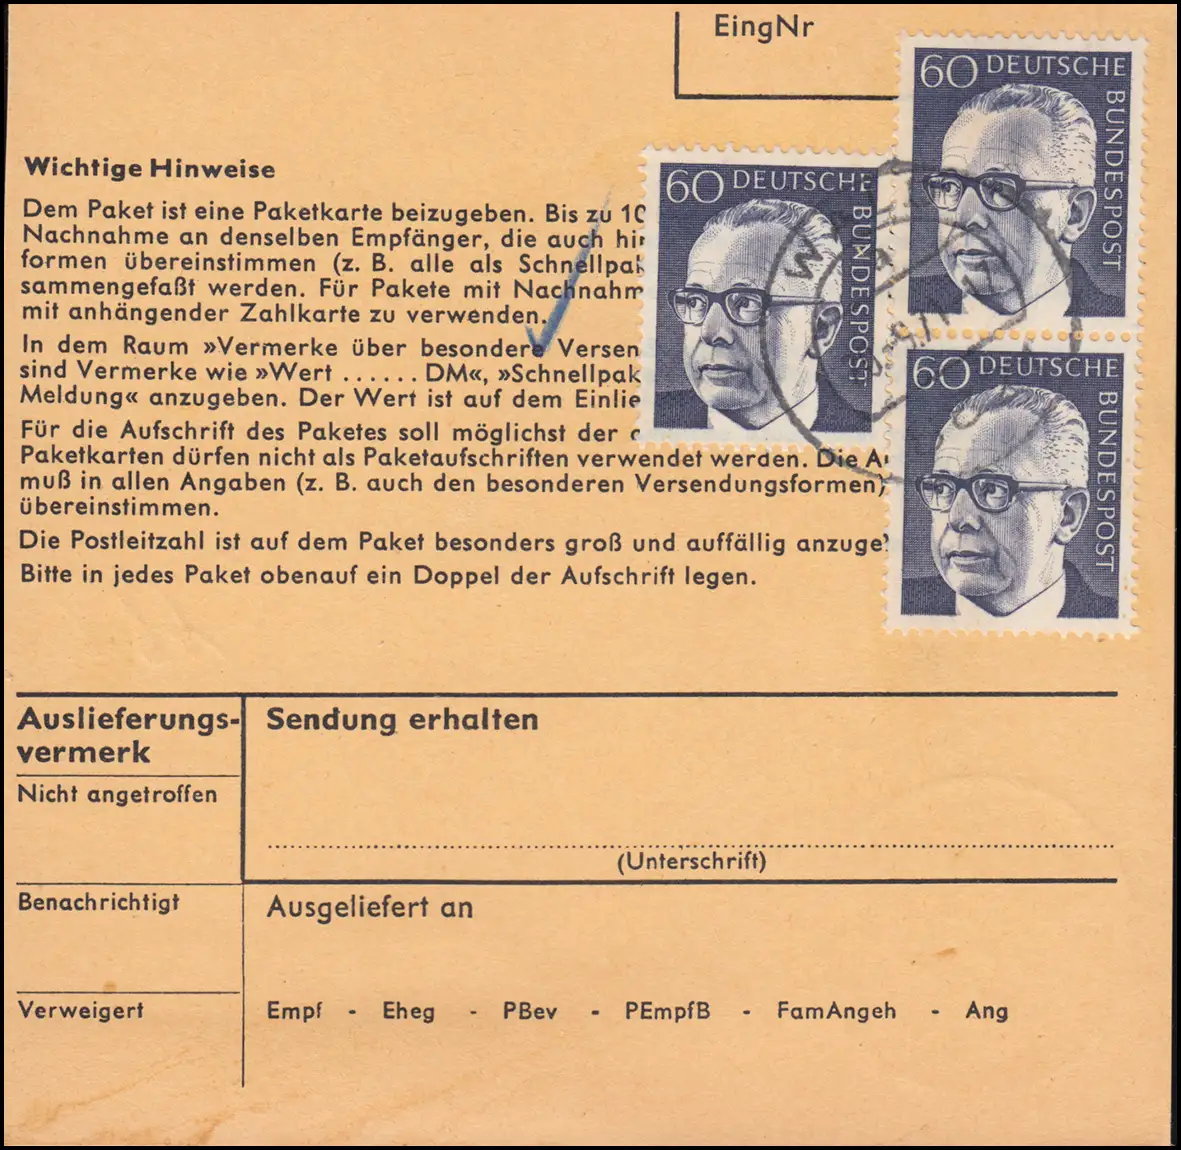 EingNr
60 DEUTSCHE BUNDESPOST
60 DEUTSCHE BUNDESPOST
60 DEUTSCHE BUNDESPOST
Wichtige Hinweise
Dem Paket ist eine Paketkarte beizugeben. Bis zu 10
Nachnahme an denselben Empfänger, die auch
formen übereinstimmen (z. B. alle als Schnellpak
sammengefaßt werden. Für Pakete mit Nachnahm
mit anhängender Zahlkarte zu verwenden.
In dem Raum »Vermerke über besondere Versen
sind Vermerke wie »Wert ...... DM«, »Schnellpak
Meldung« anzugeben. Der Wert ist auf dem Einlie
Für die Aufschrift des Paketes soll möglichst der
Paketkarten dürfen nicht als Paketaufschriften verwendet werden. Die A
muß in allen Angaben (z. B. auch den besonderen Versendungsformen)
übereinstimmen.
Die Postleitzahl ist auf dem Paket besonders groß und auffällig anzuge
Bitte in jedes Paket obenauf ein Doppel der Aufschrift legen.
Auslieferungs-
vermerk
Sendung erhalten
Nicht angetroffen
(Unterschrift)
Benachrichtigt
Ausgeliefert an
Verweigert
Empf - Eheg - PBev - PEmpfB - FamAngeh - Ang